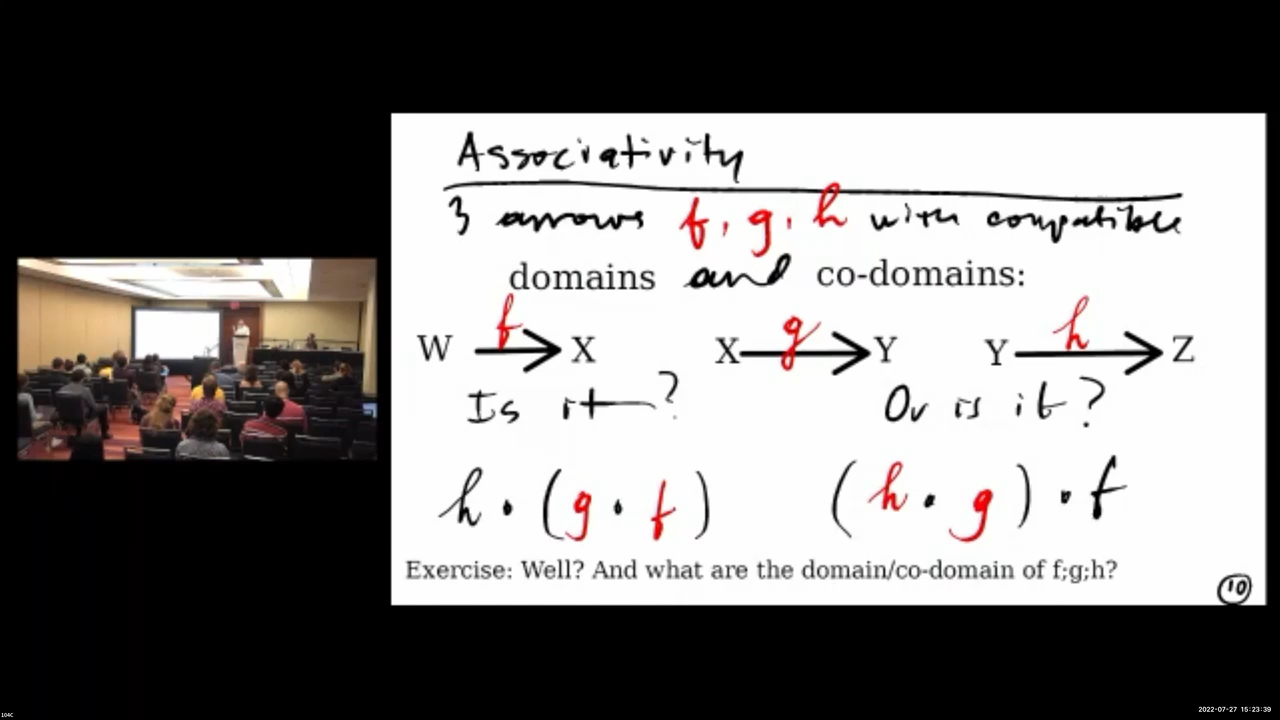 Associativity
3 arrows f, g, h with compatible
domains and co-domains:
W f X X g Y Y h Z
Is it? Or is it?
h • (g • f) (h • g) • f
Exercise: Well? And what are the domain/co-domain of f;g;h?
10
104C
2022-07-27 15:23:39